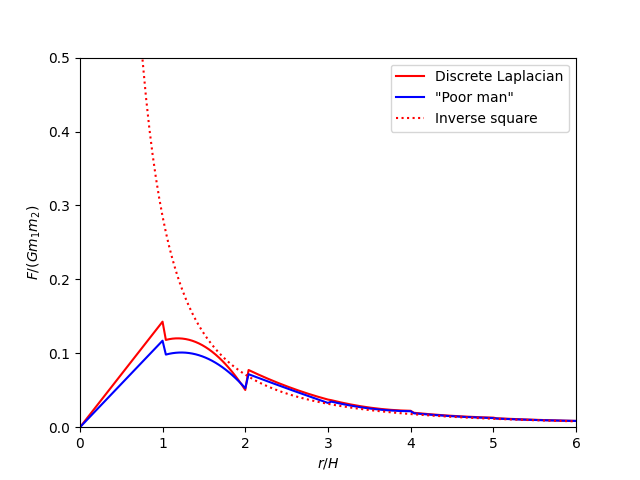 0.5
0.4
0.3
0.2
0.1
0.0
F/(Gm₁m₂)
0 1 2 3 4 5 6
r/H
Discrete Laplacian
"Poor man"
Inverse square